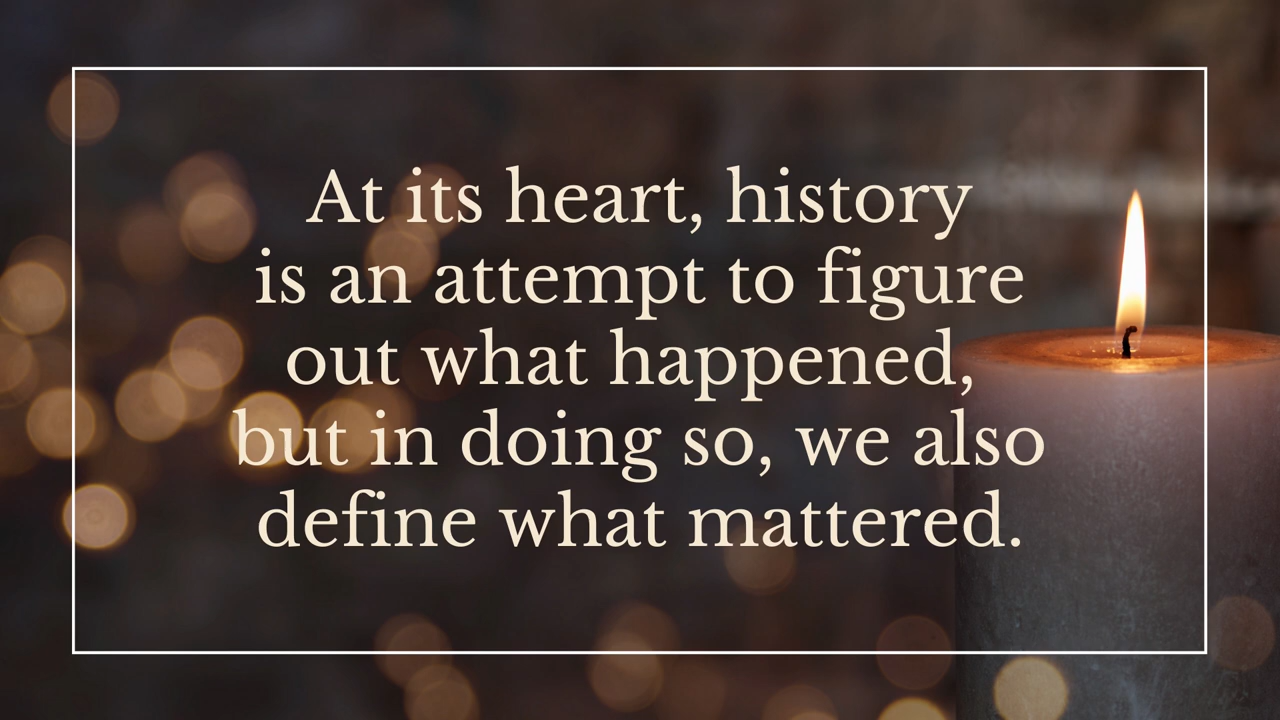 At its heart, history
is an attempt to figure
out what happened,
but in doing so, we also
define what mattered.